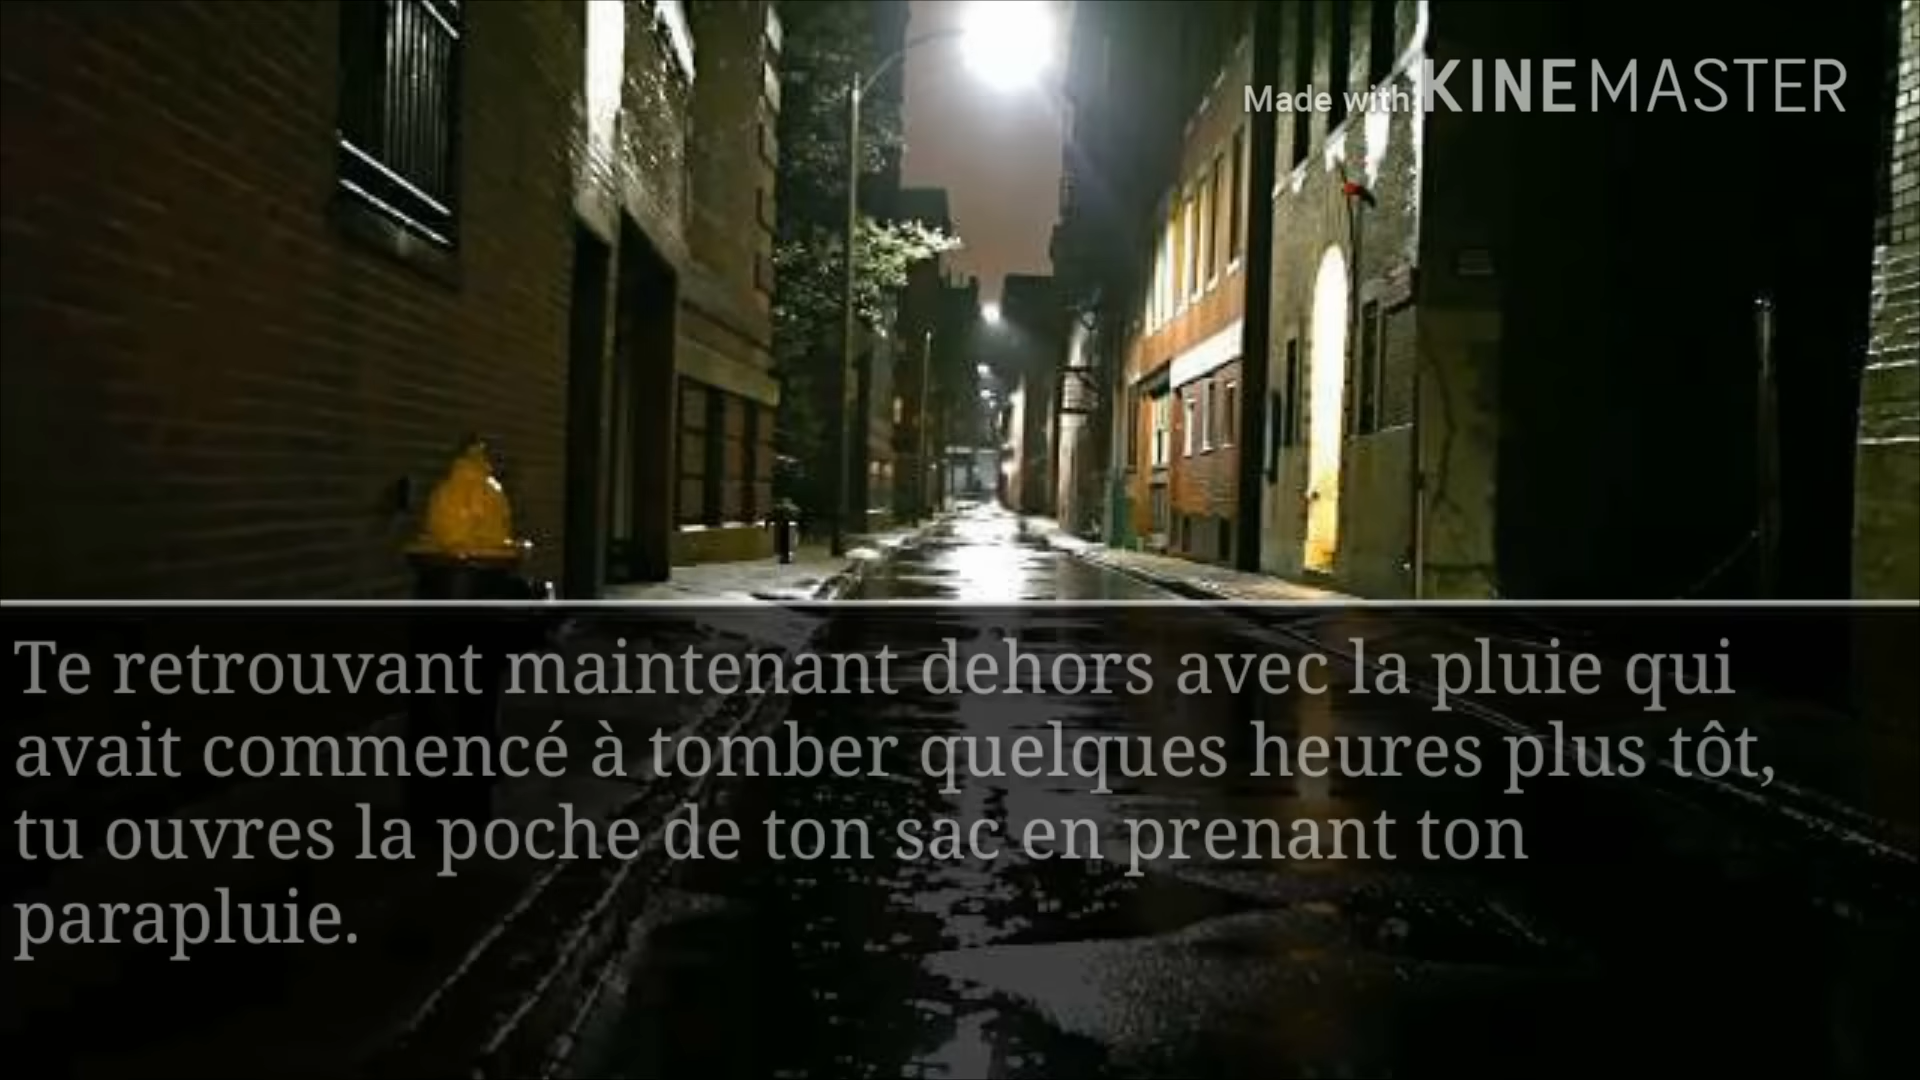 Made with KINEMASTER
Te retrouvant maintenant dehors avec la pluie qui
avait commencé à tomber quelques heures plus tôt,
tu ouvres la poche de ton sac en prenant ton
parapluie.